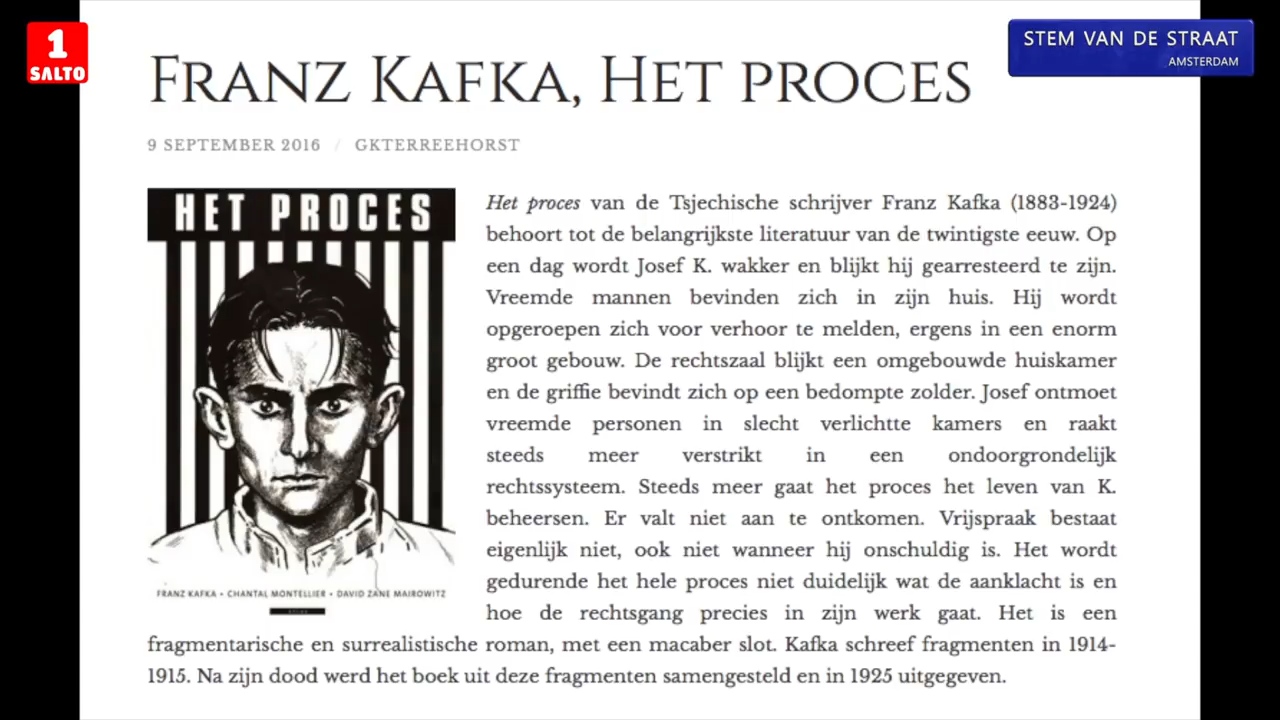 1
SALTO
STEM VAN DE STRAAT
AMSTERDAM
FRANZ KAFKA, HET PROCES
9 SEPTEMBER 2016 / GKTERREEHORST
HET PROCES
FRANZ KAFKA • CHANTAL MONTELLIER • DAVID ZANE MAIROWITZ
Het proces van de Tsjechische schrijver Franz Kafka (1883-1924)
behoort tot de belangrijkste literatuur van de twintigste eeuw. Op
een dag wordt Josef K. wakker en blijkt hij gearresteerd te zijn.
Vreemde mannen bevinden zich in zijn huis. Hij wordt
opgeroepen zich voor verhoor te melden, ergens in een enorm
groot gebouw. De rechtszaal blijkt een omgebouwde huiskamer
en de griffie bevindt zich op een bedompte zolder. Josef ontmoet
vreemde personen in slecht verlichtte kamers en raakt
steeds meer verstrikt in een ondoorgrondelijk
rechtssysteem. Steeds meer gaat het proces het leven van K.
beheersen. Er valt niet aan te ontkomen. Vrijspraak bestaat
eigenlijk niet, ook niet wanneer hij onschuldig is. Het wordt
gedurende het hele proces niet duidelijk wat de aanklacht is en
hoe de rechtsgang precies in zijn werk gaat. Het is een
fragmentarische en surrealistische roman, met een macaber slot. Kafka schreef fragmenten in 1914-
1915. Na zijn dood werd het boek uit deze fragmenten samengesteld en in 1925 uitgegeven.